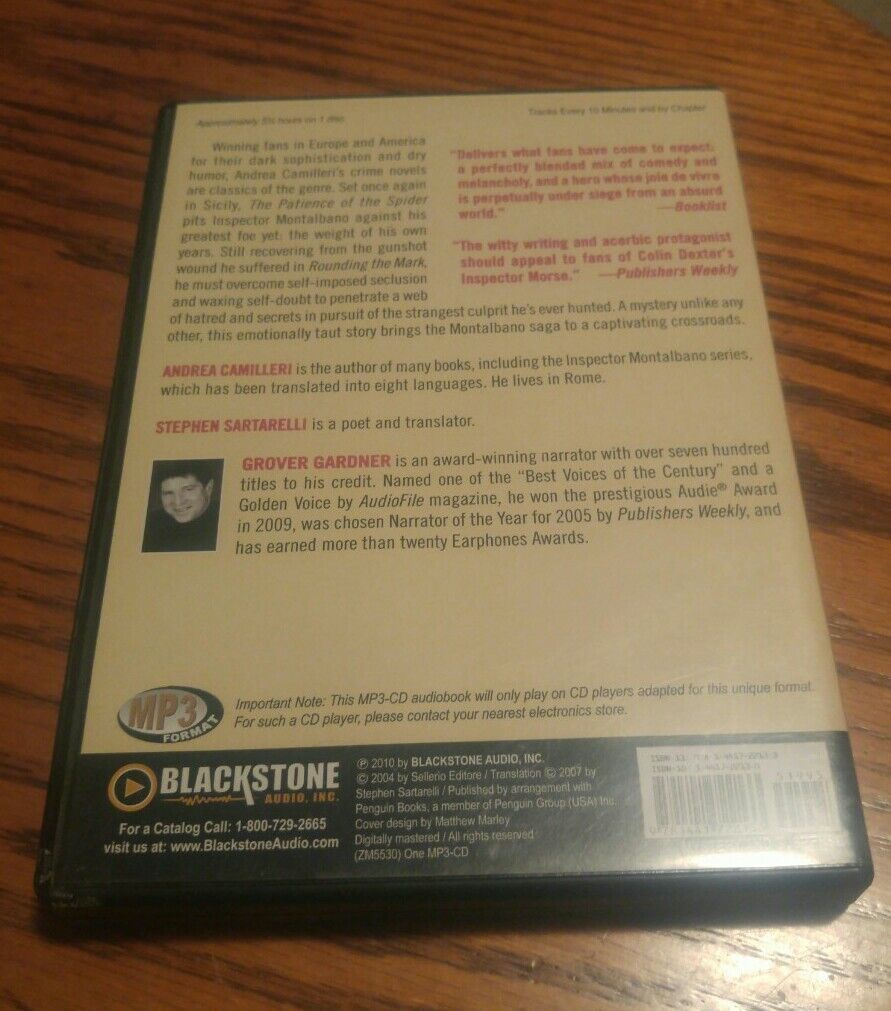 Approximately 5½ hours on 1 disc
Tracks Every 10 Minutes and by Chapter
Winning fans in Europe and America
for their dark sophistication and dry
humor, Andrea Camilleri's crime novels
are classics of the genre. Set once again
in Sicily, The Patience of the Spider
pits Inspector Montalbano against his
greatest foe yet: the weight of his own
years. Still recovering from the gunshot
wound he suffered in Rounding the Mark,
he must overcome self-imposed seclusion
and waxing self-doubt to penetrate a web
of hatred and secrets in pursuit of the strangest culprit he's ever hunted. A mystery unlike any
other, this emotionally taut story brings the Montalbano saga to a captivating crossroads.
"Delivers what fans have come to expect:
a perfectly blended mix of comedy and
melancholy, and a hero whose joie de vivre
is perpetually under siege from an absurd
world." —Booklist
"The witty writing and acerbic protagonist
should appeal to fans of Colin Dexter's
Inspector Morse." —Publishers Weekly
ANDREA CAMILLERI is the author of many books, including the Inspector Montalbano series,
which has been translated into eight languages. He lives in Rome.
STEPHEN SARTARELLI is a poet and translator.
GROVER GARDNER is an award-winning narrator with over seven hundred
titles to his credit. Named one of the "Best Voices of the Century" and a
Golden Voice by AudioFile magazine, he won the prestigious Audie® Award
in 2009, was chosen Narrator of the Year for 2005 by Publishers Weekly, and
has earned more than twenty Earphones Awards.
MP3
FORMAT
Important Note: This MP3-CD audiobook will only play on CD players adapted for this unique format.
For such a CD player, please contact your nearest electronics store.
BLACKSTONE
AUDIO, INC.
For a Catalog Call: 1-800-729-2665
visit us at: www.BlackstoneAudio.com
℗ 2010 by BLACKSTONE AUDIO, INC.
© 2004 by Sellerio Editore / Translation © 2007 by
Stephen Sartarelli / Published by arrangement with
Penguin Books, a member of Penguin Group (USA) Inc.
Cover design by Matthew Marley
Digitally mastered / All rights reserved
(ZM5530) One MP3-CD
ISBN-13:
ISBN-10:
51995